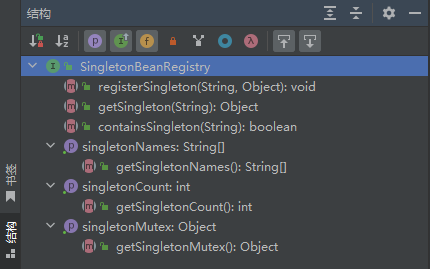 结构
SingletonBeanRegistry
registerSingleton(String, Object): void
getSingleton(String): Object
containsSingleton(String): boolean
singletonNames: String[]
getSingletonNames(): String[]
singletonCount: int
getSingletonCount(): int
singletonMutex: Object
getSingletonMutex(): Object
书签
结构